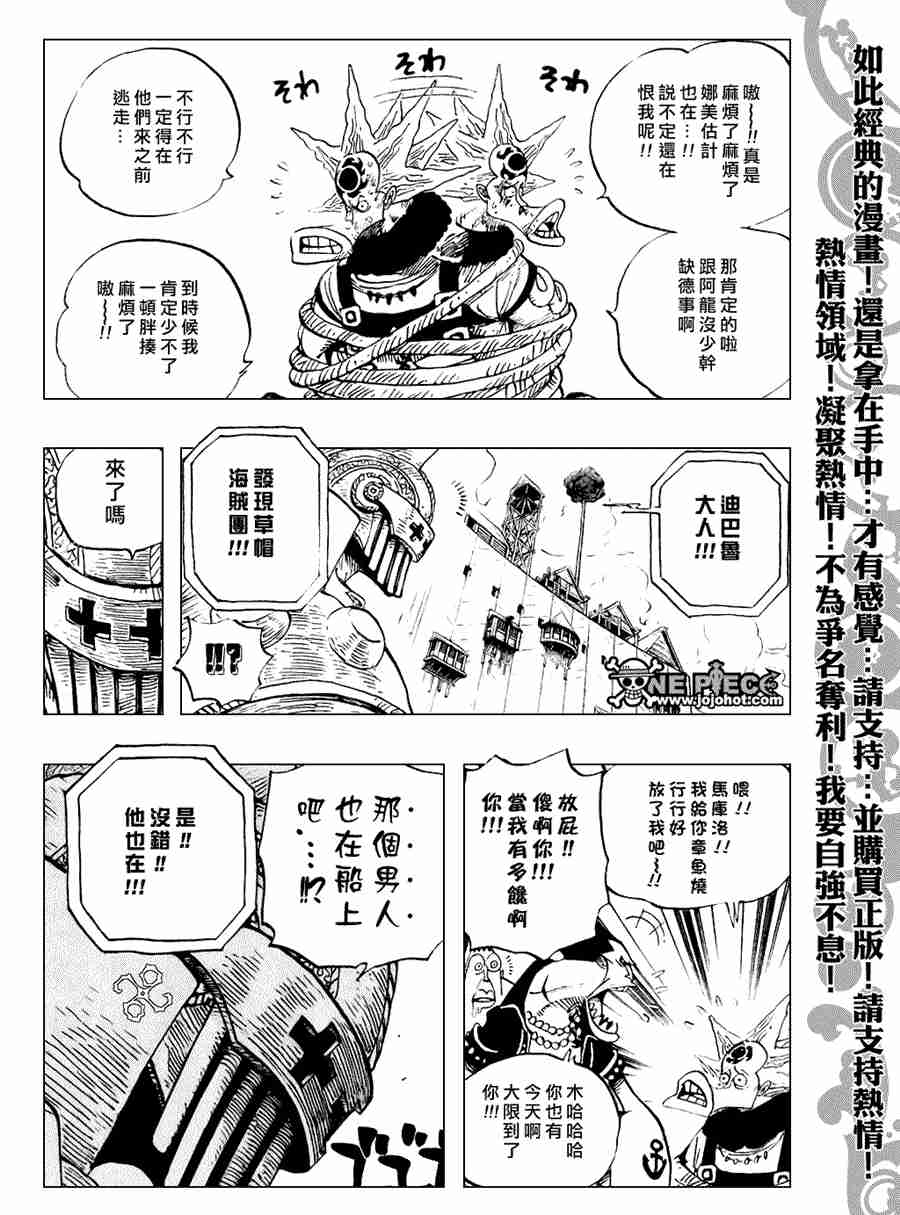 如此經典的漫畫！還是拿在手中…才有感覺…請支持…並購買正版！請支持熱情！
熱情領域！凝聚熱情！不為爭名奪利！我要自強不息！
嗷～!!真是
麻煩了麻煩了
娜美估計
也在…!!
說不定還在
恨我呢!!
那肯定的啦
跟阿龍沒少幹
缺德事啊
そわ
そわ
そわ
不行不行
一定得在
他們來之前
逃走…
到時候我
肯定少不了
一頓胖揍
麻煩了
嗷～!!
迪巴魯
大人!!!
發現草帽
海賊團!!!
!!?
ONE PIECE
www.jojohot.com
來了嗎
喂!!
馬庫洛!!
我給你章魚燒
行行好
放了我吧～
放屁!!
傻啊你!!!
當我有多饞啊
你!!!
木哈哈哈
你也有
今天啊
大限到了
你!!!
那個男人
也在船上
吧…!!?
是!!
沒錯!!
他也在!!!
ゴゴゴ